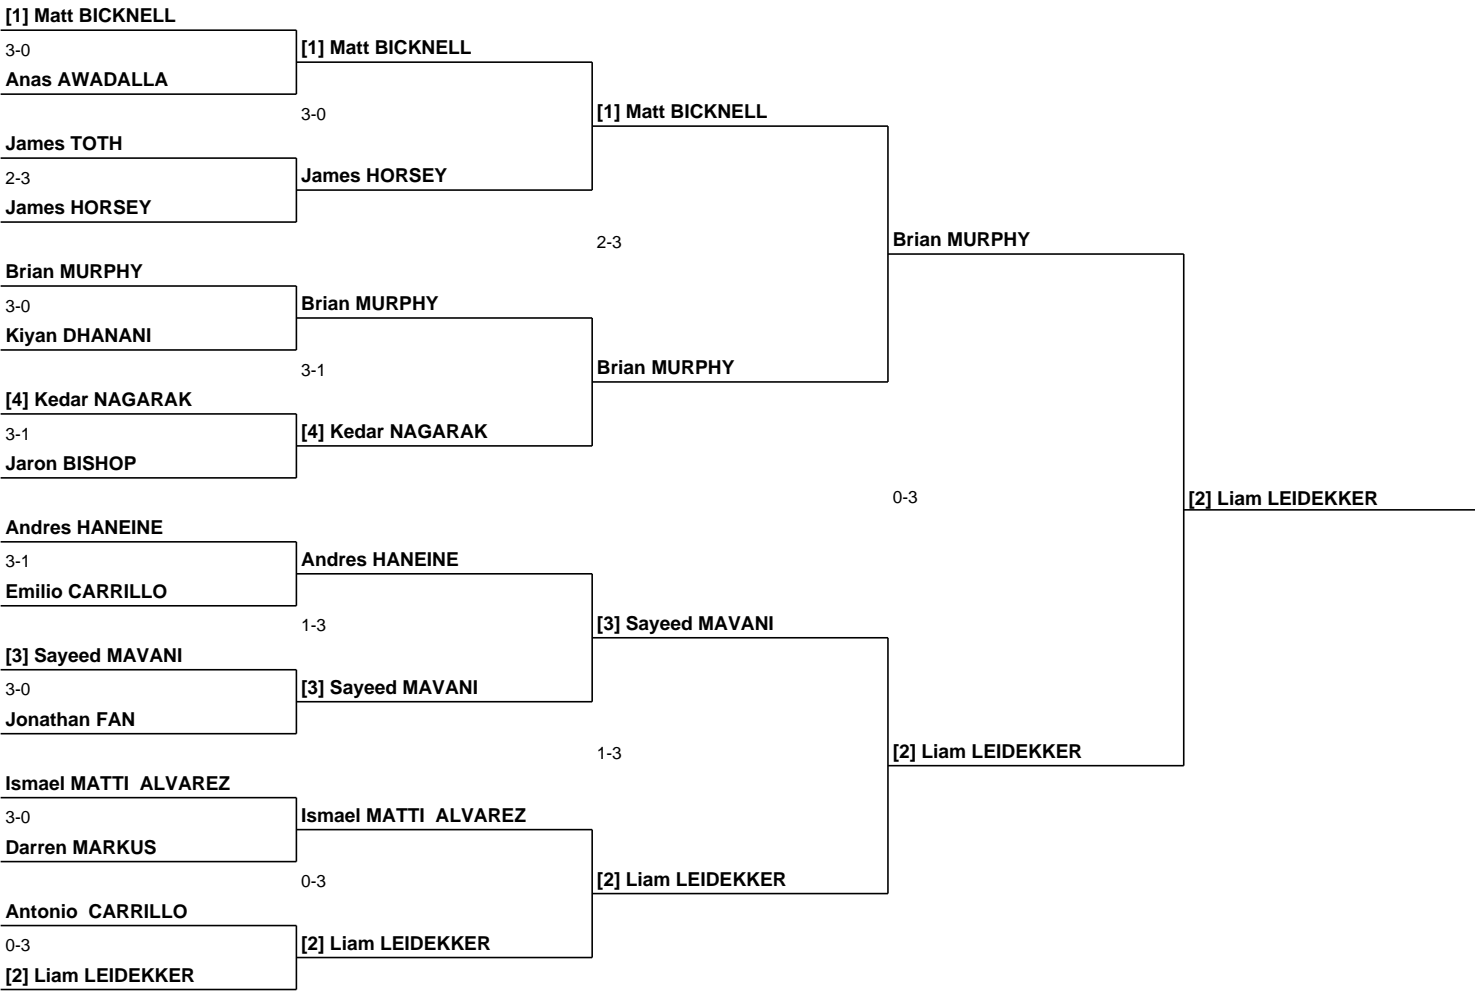 [1] Matt BICKNELL
3-0
Anas AWADALLA
James TOTH
2-3
James HORSEY
Brian MURPHY
3-0
Kiyan DHANANI
[4] Kedar NAGARAK
3-1
Jaron BISHOP
Andres HANEINE
3-1
Emilio CARRILLO
[3] Sayeed MAVANI
3-0
Jonathan FAN
Ismael MATTI  ALVAREZ
3-0
Darren MARKUS
Antonio  CARRILLO
0-3
[2] Liam LEIDEKKER
[1] Matt BICKNELL
3-0
James HORSEY
Brian MURPHY
3-1
[4] Kedar NAGARAK
Andres HANEINE
1-3
[3] Sayeed MAVANI
Ismael MATTI  ALVAREZ
0-3
[2] Liam LEIDEKKER
[1] Matt BICKNELL
2-3
Brian MURPHY
[3] Sayeed MAVANI
1-3
[2] Liam LEIDEKKER
Brian MURPHY
0-3
[2] Liam LEIDEKKER
[2] Liam LEIDEKKER